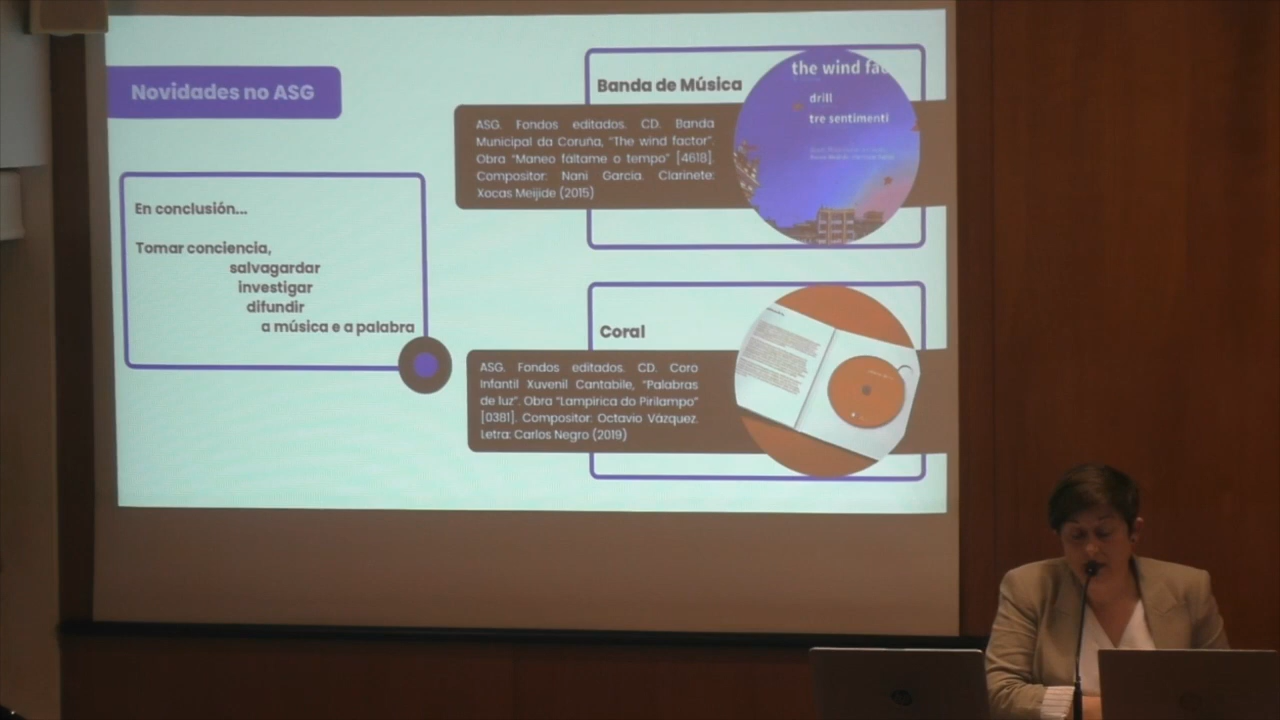 Novidades no ASG
En conclusión...
Tomar conciencia,
salvagardar
investigar
difundir
a música e a palabra
Banda de Música
ASG. Fondos editados. CD. Banda
Municipal da Coruña, “The wind factor”.
Obra “Maneo fáltame o tempo” [4618].
Compositor: Nani García. Clarinete:
Xocas Meijide (2015)
the wind
drill
tre sentimenti
Coral
ASG. Fondos editados. CD. Coro
Infantil Xuvenil Cantabile, “Palabras
de luz”. Obra “Lampírica do Pirilampo”
[0381]. Compositor: Octavio Vázquez.
Letra: Carlos Negro (2019)